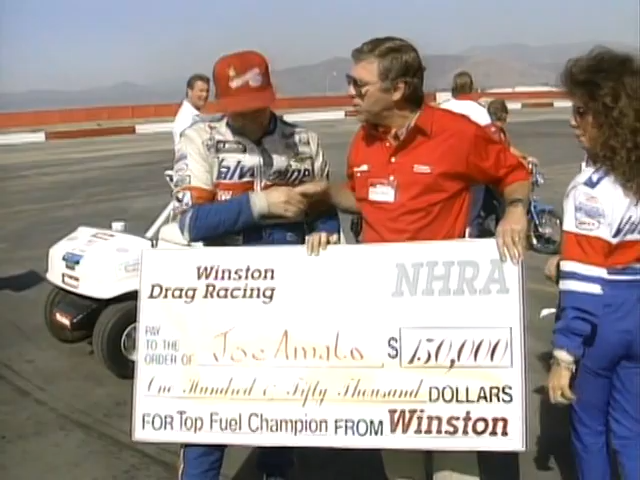 Valvoline
Winston
Drag Racing
NHRA
PAY
TO THE
ORDER OF
Joe Amato
$
150,000
One Hundred & Fifty Thousand DOLLARS
FOR Top Fuel Champion FROM Winston